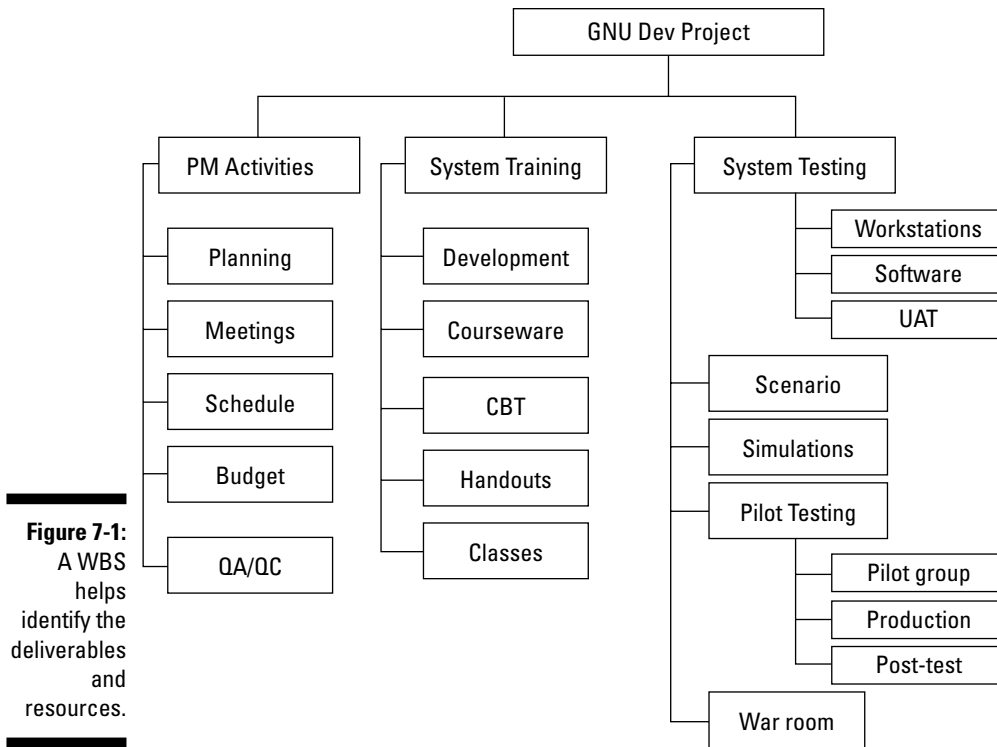 GNU Dev Project
PM Activities
System Training
System Testing
Workstations
Software
UAT
Planning
Meetings
Schedule
Budget
QA/QC
Development
Courseware
CBT
Handouts
Classes
Scenario
Simulations
Pilot Testing
Pilot group
Production
Post-test
War room
Figure 7-1:
A WBS
helps
identify the
deliverables
and
resources.